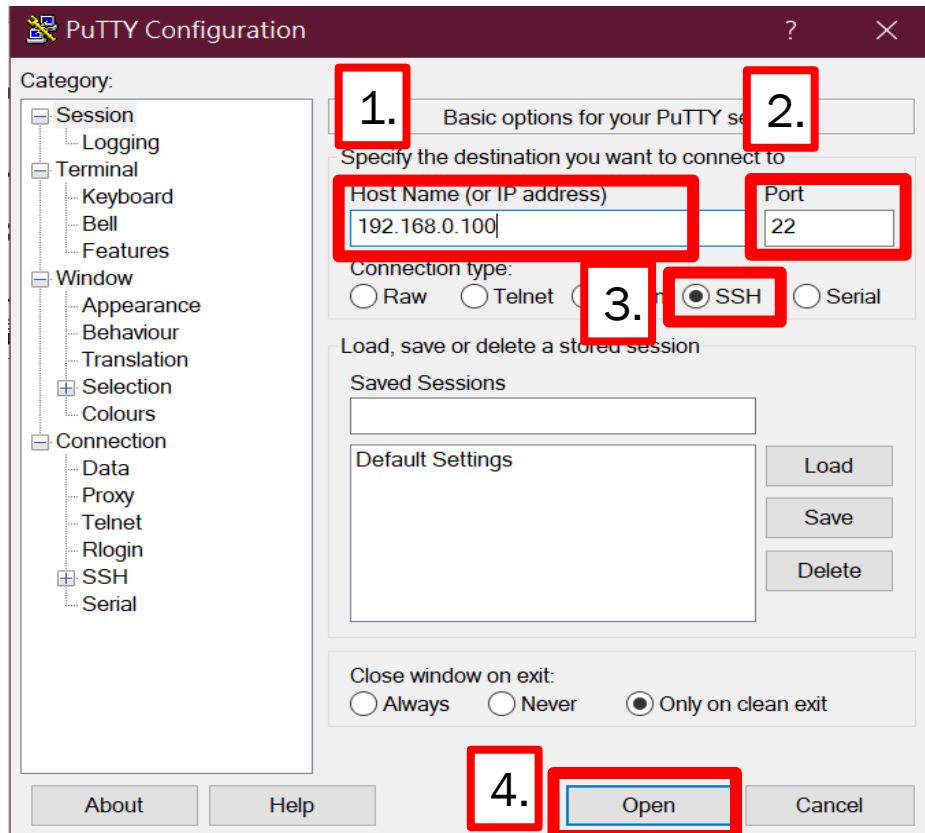 PuTTY Configuration ? ×
Category:
Session
Logging
Terminal
Keyboard
Bell
Features
Window
Appearance
Behaviour
Translation
Selection
Colours
Connection
Data
Proxy
Telnet
Rlogin
SSH
Serial
1.
Basic options for your PuTTY se
2.
Specify the destination you want to connect to
Host Name (or IP address) Port
192.168.0.100 22
Connection type:
Raw Telnet 3. SSH Serial
Load, save or delete a stored session
Saved Sessions
Default Settings
Load
Save
Delete
Close window on exit:
Always Never Only on clean exit
4.
About Help Open Cancel